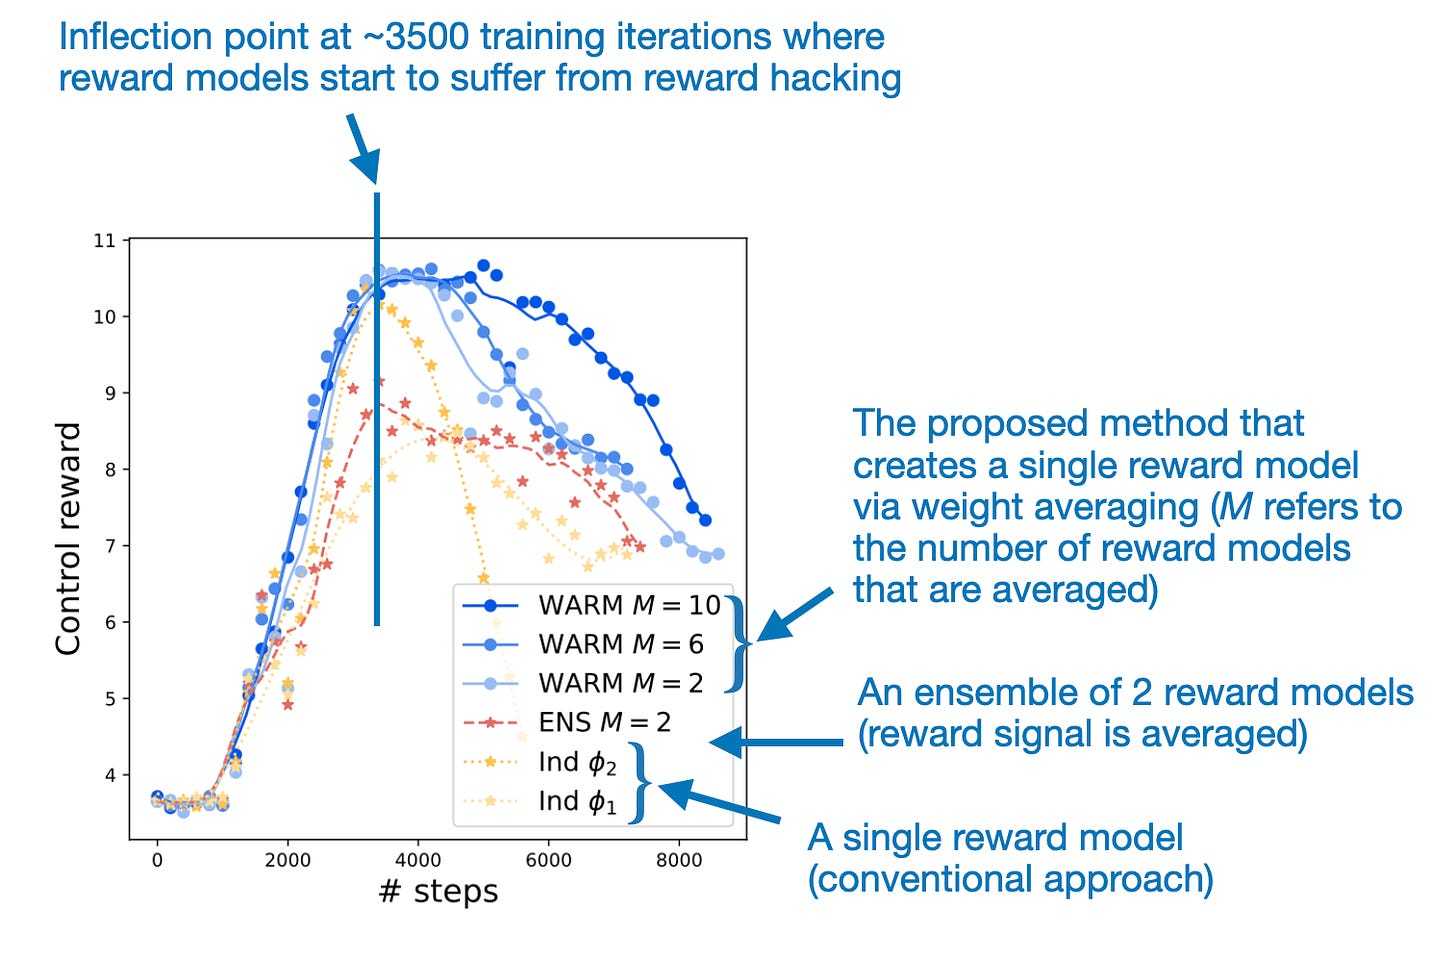 Inflection point at ~3500 training iterations where
reward models start to suffer from reward hacking
Control reward
11
10
9
8
7
6
5
4
0
2000
4000
6000
8000
# steps
WARM M = 10
WARM M = 6
WARM M = 2
ENS M = 2
Ind ϕ₂
Ind ϕ₁
The proposed method that
creates a single reward model
via weight averaging (M refers to
the number of reward models
that are averaged)
An ensemble of 2 reward models
(reward signal is averaged)
A single reward model
(conventional approach)